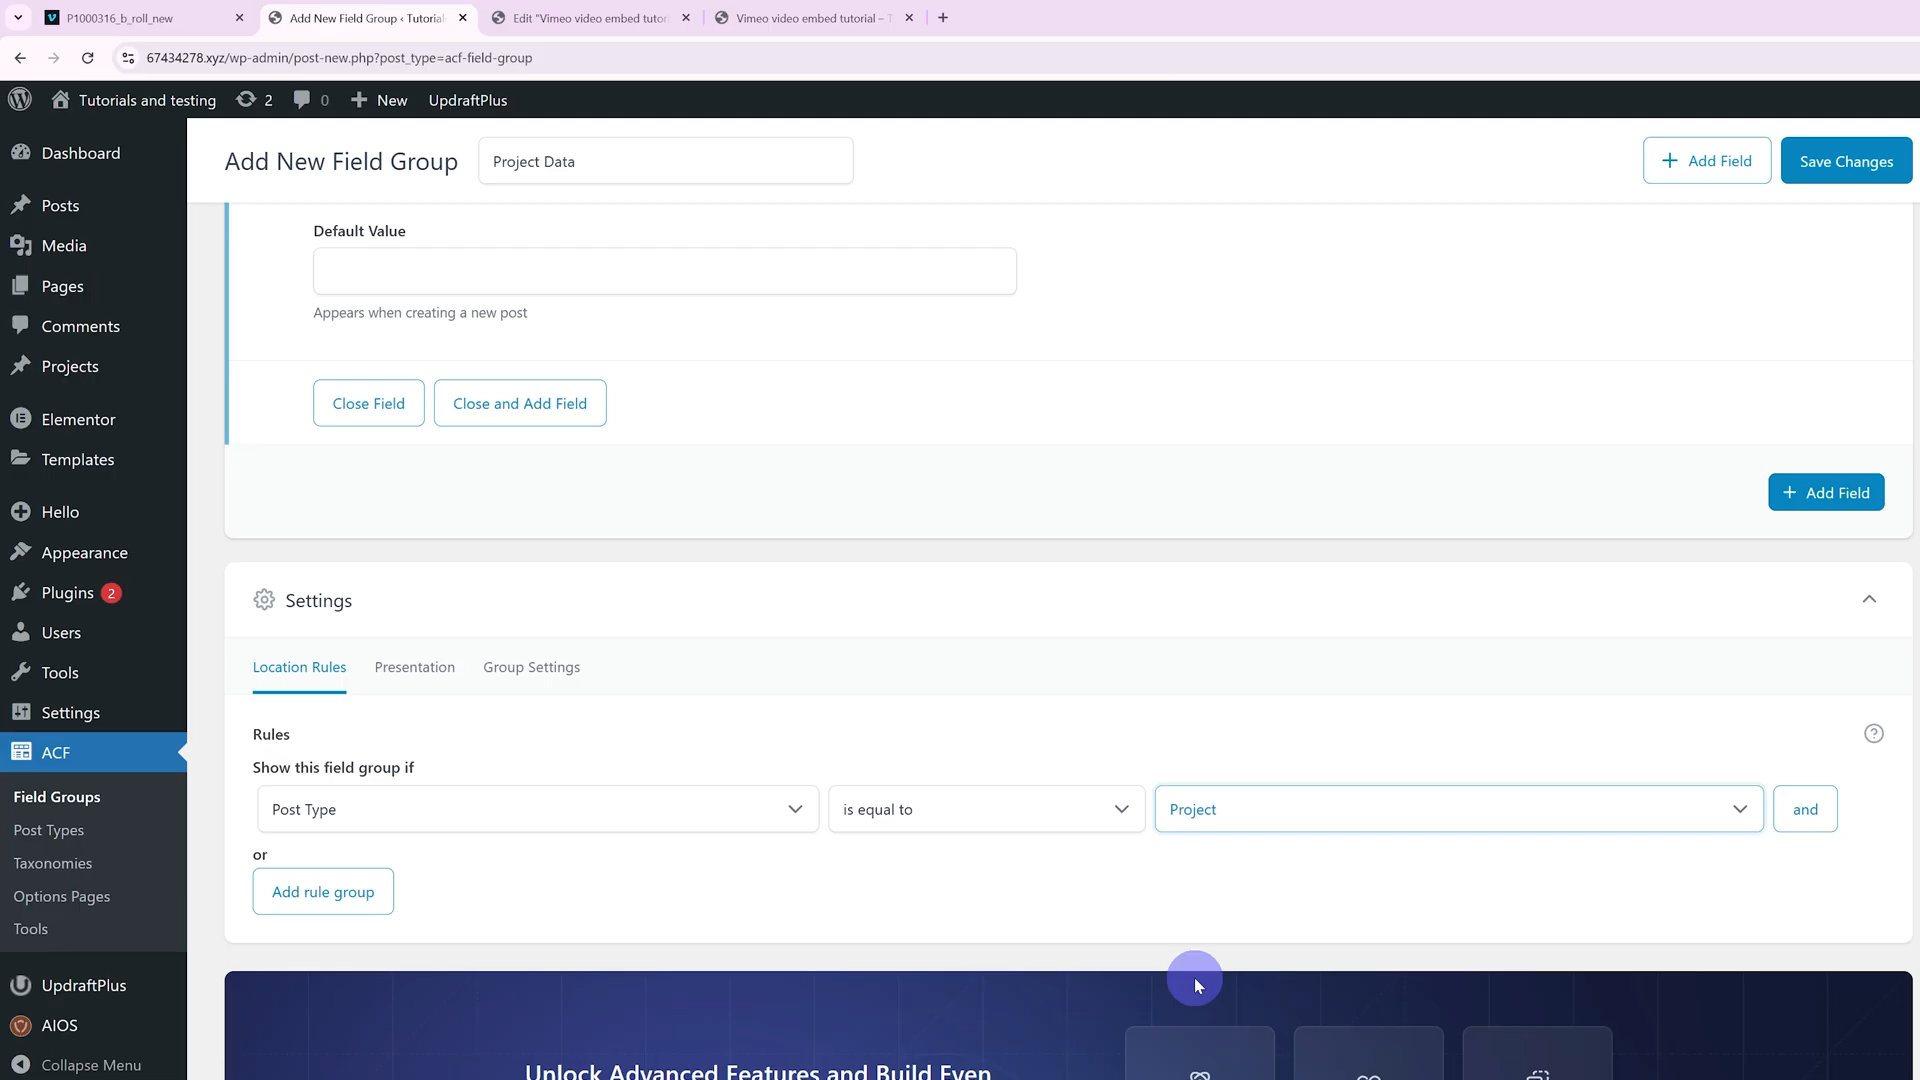 P1000316_b_roll_new
Add New Field Group ‹ Tutorial
Edit "Vimeo video embed tutor
Vimeo video embed tutorial – T
67434278.xyz/wp-admin/post-new.php?post_type=acf-field-group
Tutorials and testing
2
0
New
UpdraftPlus
Dashboard
Posts
Media
Pages
Comments
Projects
Elementor
Templates
Hello
Appearance
Plugins 2
Users
Tools
Settings
ACF
Field Groups
Post Types
Taxonomies
Options Pages
Tools
UpdraftPlus
AIOS
Collapse Menu
Add New Field Group
Project Data
+ Add Field
Save Changes
Default Value
Appears when creating a new post
Close Field
Close and Add Field
+ Add Field
Settings
Location Rules
Presentation
Group Settings
Rules
Show this field group if
Post Type
is equal to
Project
and
or
Add rule group
Unlock Advanced Features and Build Even